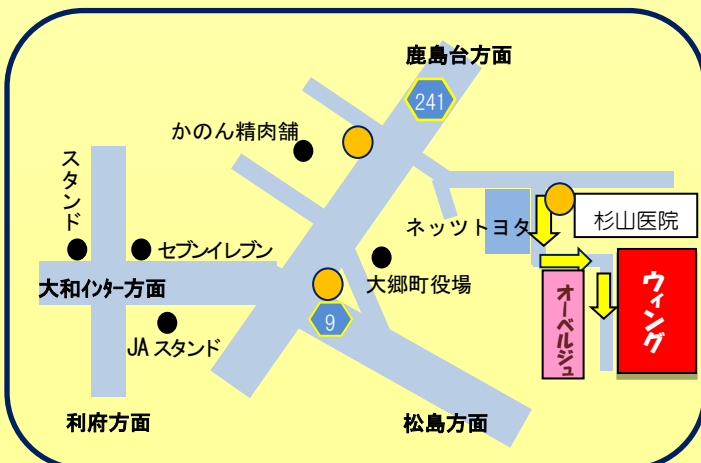 鹿島台方面
241
かのん精肉舗
スタンド
ネッツトヨタ
杉山医院
セブンイレブン
大郷町役場
大和インター方面
ウィング
オーベルジュ
9
JAスタンド
利府方面
松島方面